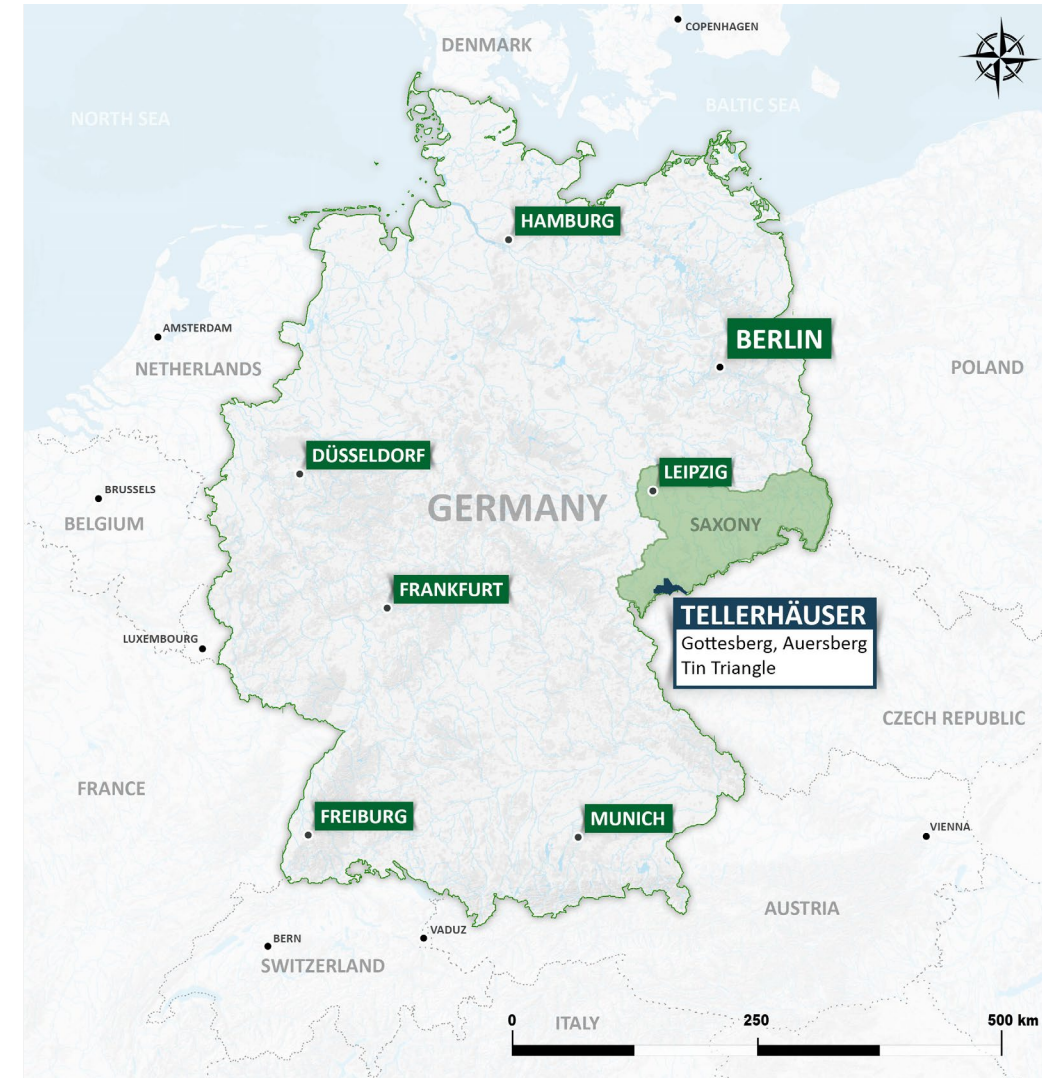 COPENHAGEN
DENMARK
NORTH SEA
BALTIC SEA
HAMBURG
AMSTERDAM
BERLIN
NETHERLANDS
POLAND
DÜSSELDORF
LEIPZIG
BRUSSELS
GERMANY
BELGIUM
SAXONY
FRANKFURT
TELLERHÄUSER
Gottesberg, Auersberg
Tin Triangle
LUXEMBOURG
CZECH REPUBLIC
FRANCE
FREIBURG
MUNICH
VIENNA
AUSTRIA
VADUZ
BERN
SWITZERLAND
0 250 500 km
ITALY